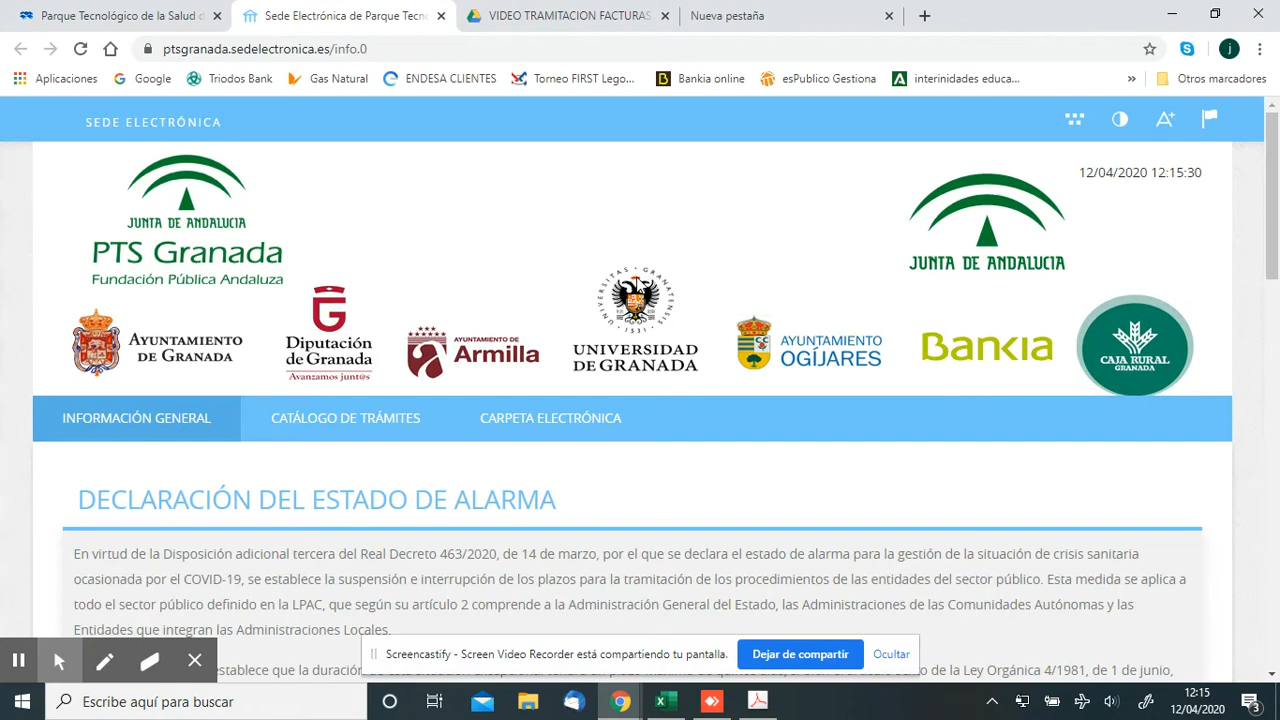 Parque Tecnológico de la Salud d
Sede Electrónica de Parque Tecn
VIDEO TRAMITACION FACTURAS
Nueva pestaña
ptsgranada.sedelectronica.es/info.0
j
Aplicaciones
Google
Triodos Bank
Gas Natural
ENDESA CLIENTES
Torneo FIRST Lego...
Bankia online
esPublico Gestiona
interinidades educa...
»
Otros marcadores
SEDE ELECTRÓNICA
12/04/2020 12:15:30
JUNTA DE ANDALUCIA
PTS Granada
Fundación Pública Andaluza
JUNTA DE ANDALUCIA
AYUNTAMIENTO
DE GRANADA
Diputación
de Granada
Avanzamos junt@s
AYUNTAMIENTO DE
Armilla
UNIVERSITAS GRANATENSIS
1531
UNIVERSIDAD
DE GRANADA
AYUNTAMIENTO
OGÍJARES
Bankia
CAJA RURAL
GRANADA
INFORMACIÓN GENERAL
CATÁLOGO DE TRÁMITES
CARPETA ELECTRÓNICA
DECLARACIÓN DEL ESTADO DE ALARMA
En virtud de la Disposición adicional tercera del Real Decreto 463/2020, de 14 de marzo, por el que se declara el estado de alarma para la gestión de la situación de crisis sanitaria
ocasionada por el COVID-19, se establece la suspensión e interrupción de los plazos para la tramitación de los procedimientos de las entidades del sector público. Esta medida se aplica a
todo el sector público definido en la LPAC, que según su artículo 2 comprende a la Administración General del Estado, las Administraciones de las Comunidades Autónomas y las
Entidades que integran las Administraciones Locales.
establece que la duración
de la Ley Orgánica 4/1981, de 1 de junio,
Screencastify - Screen Video Recorder está compartiendo tu pantalla.
Dejar de compartir
Ocultar
Escribe aquí para buscar
12:15
12/04/2020
3